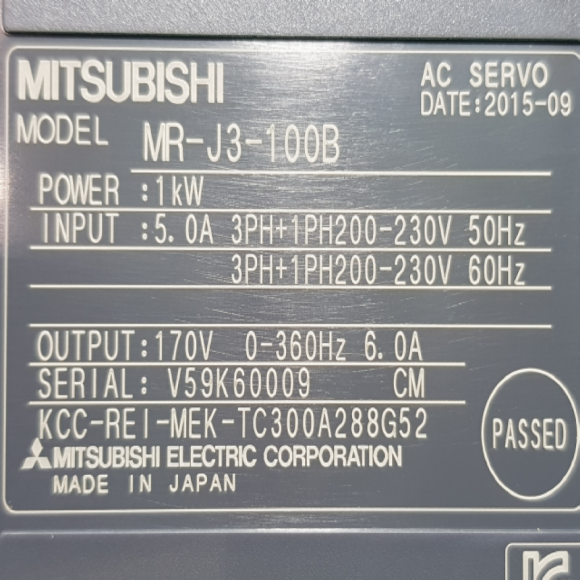 MITSUBISHI
AC SERVO
DATE:2015-09
MODEL MR-J3-100B
POWER :1kW
INPUT :5.0A 3PH+1PH200-230V 50Hz
3PH+1PH200-230V 60Hz
OUTPUT:170V 0-360Hz 6.0A
SERIAL: V59K60009 CM
KCC-REI-MEK-TC300A288G52
PASSED
MITSUBISHI ELECTRIC CORPORATION
MADE IN JAPAN